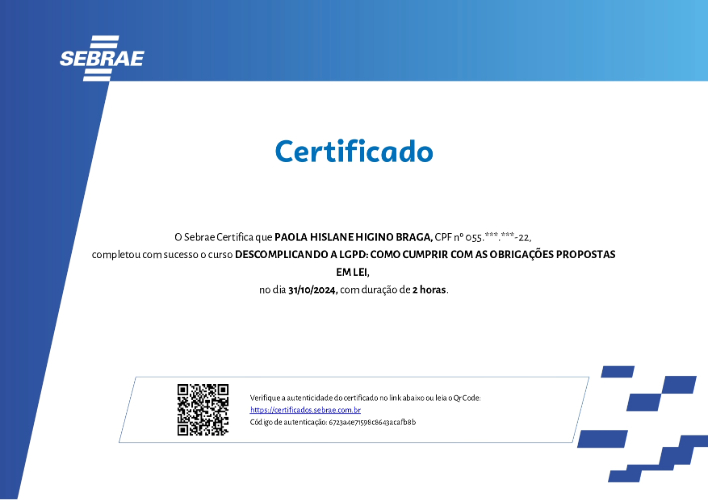 SEBRAE
Certificado
O Sebrae Certifica que PAOLA HISLANE HIGINO BRAGA, CPF nº 055.***.***-22,
completou com sucesso o curso DESCOMPLICANDO A LGPD: COMO CUMPRIR COM AS OBRIGAÇÕES PROPOSTAS
EM LEI,
no dia 31/10/2024, com duração de 2 horas.
Verifique a autenticidade do certificado no link abaixo ou leia o QrCode:
https://certificados.sebrae.com.br
Código de autenticação: 6723a4e71596c8643acafb8b